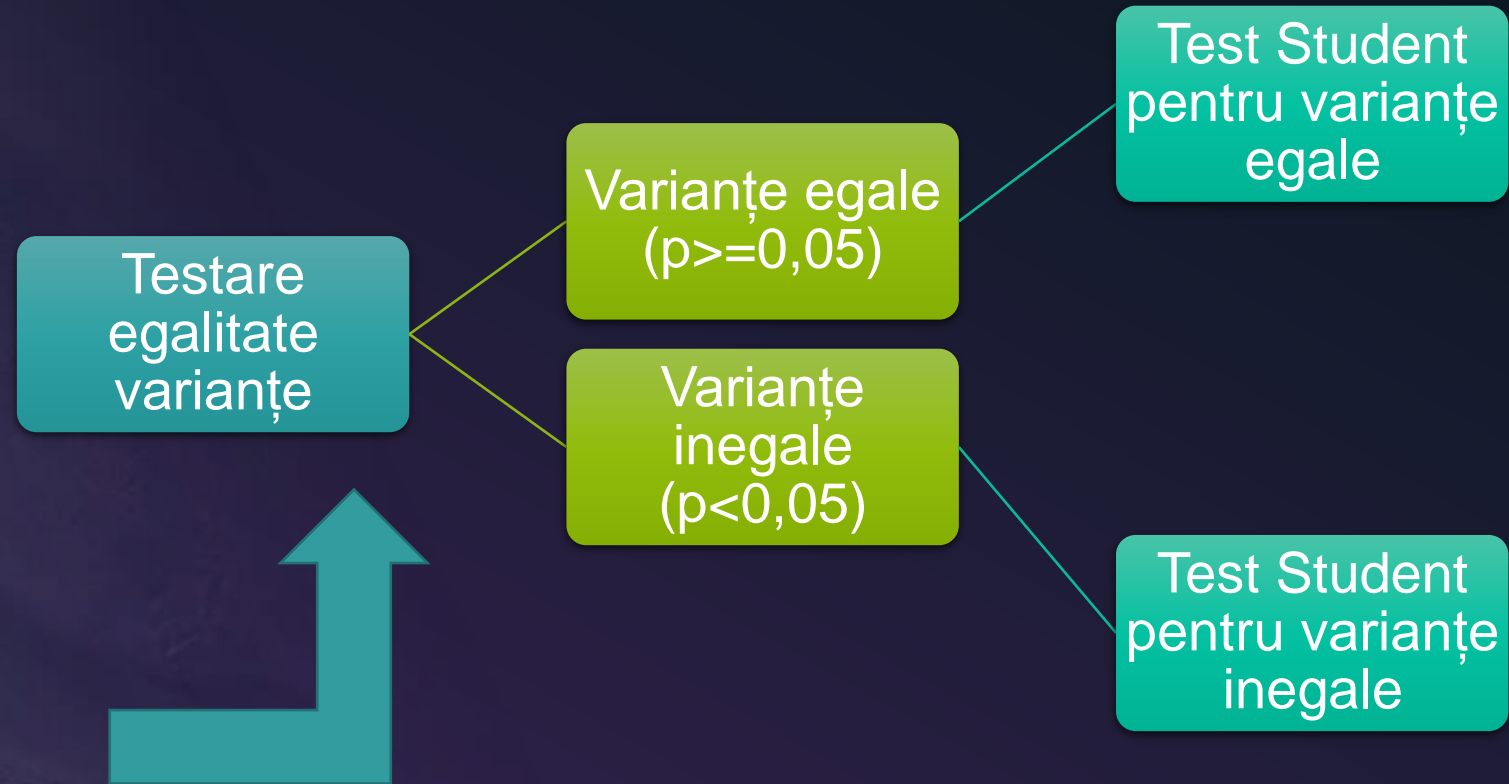 Testare
egalitate
varianțe
Varianțe egale
(p>=0,05)
Varianțe
inegale
(p<0,05)
Test Student
pentru varianțe
egale
Test Student
pentru varianțe
inegale